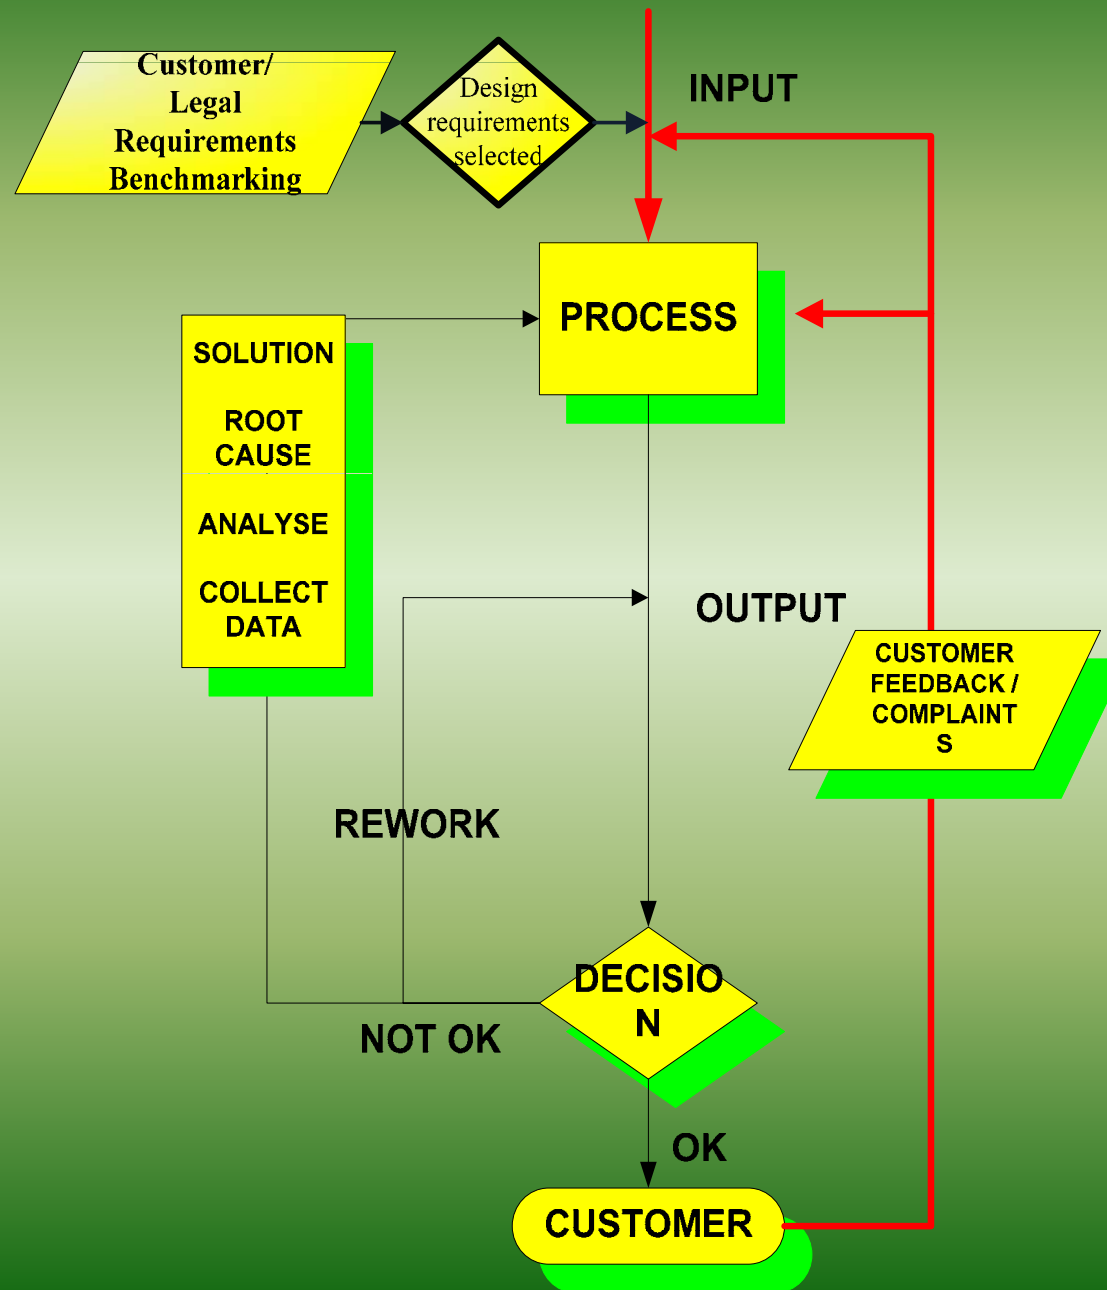 Customer/
Legal
Requirements
Benchmarking
Design
requirements
selected
INPUT
PROCESS
SOLUTION
ROOT
CAUSE
ANALYSE
COLLECT
DATA
OUTPUT
CUSTOMER
FEEDBACK /
COMPLAINT
S
REWORK
DECISIO
N
NOT OK
OK
CUSTOMER